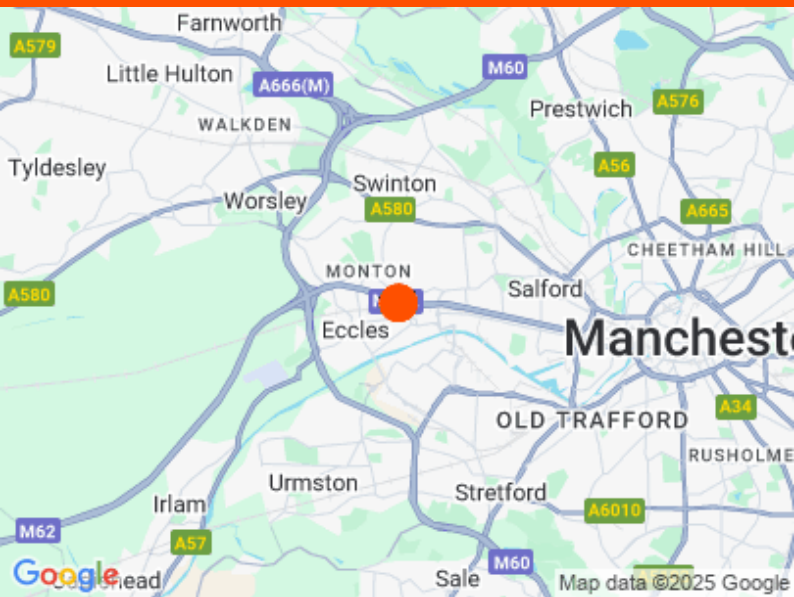 Farnworth
A579
Little Hulton
A666(M)
M60
Prestwich
A576
WALKDEN
Tyldesley
A56
Worsley
Swinton
A580
A665
CHEETHAM HILL
MONTON
A580
Salford
Eccles
Manchest
OLD TRAFFORD
A34
RUSHOLME
Urmston
Stretford
Irlam
A6010
M62
A57
M60
Google
head
Sale
Map data ©2025 Google